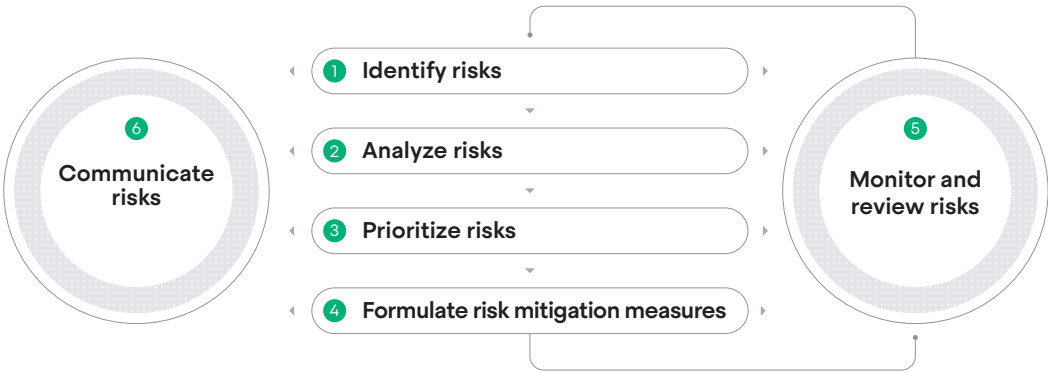 1 Identify risks
2 Analyze risks
3 Prioritize risks
4 Formulate risk mitigation measures
5
Monitor and
review risks
6
Communicate
risks